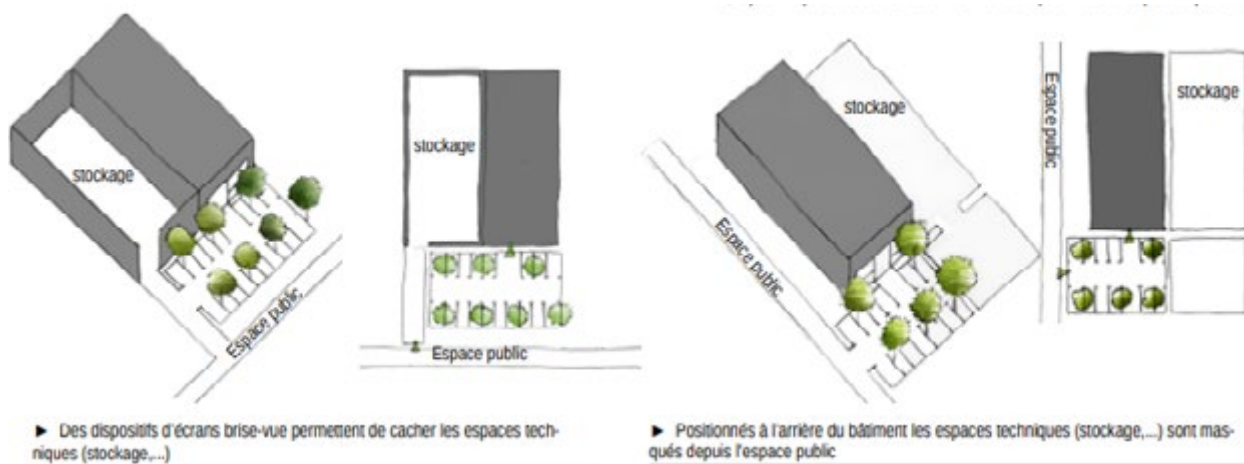 stockage
Espace public
stockage
Espace public
► Des dispositifs d'écrans brise-vue permettent de cacher les espaces tech-
niques (stockage,...)
stockage
Espace public
Espace public
stockage
► Positionnés à l'arrière du bâtiment les espaces techniques (stockage,...) sont mas-
qués depuis l'espace public